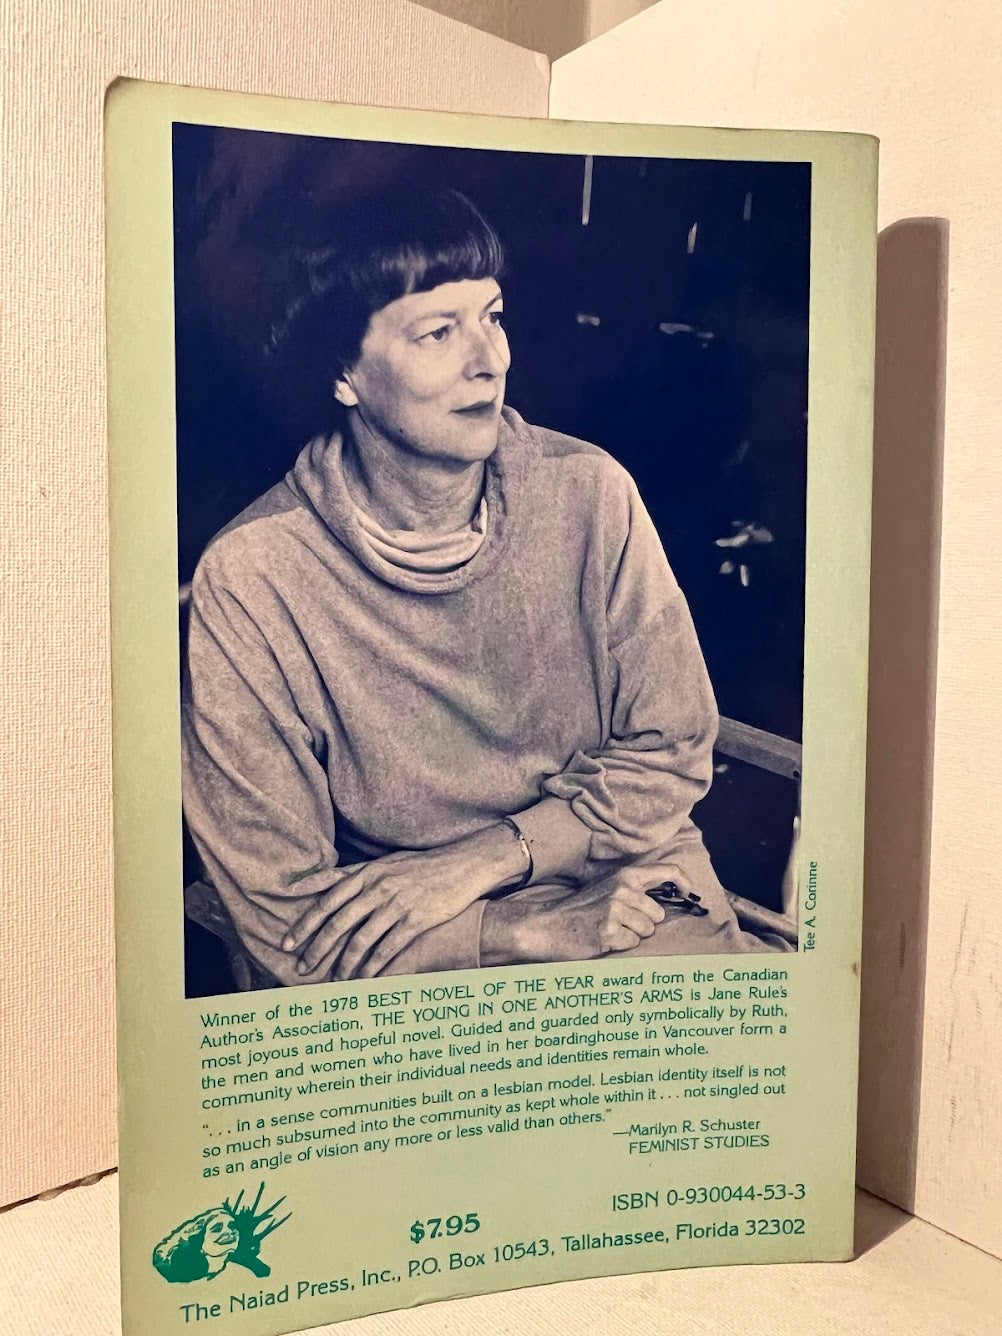 Tee A. Corinne
Winner of the 1978 BEST NOVEL OF THE YEAR award from the Canadian
Author's Association, THE YOUNG IN ONE ANOTHER'S ARMS is Jane Rule's
most joyous and hopeful novel. Guided and guarded only symbolically by Ruth,
the men and women who have lived in her boardinghouse in Vancouver form a
community wherein their individual needs and identities remain whole.
". . . in a sense communities built on a lesbian model. Lesbian identity itself is not
so much subsumed into the community as kept whole within it . . . not singled out
as an angle of vision any more or less valid than others."
—Marilyn R. Schuster
FEMINIST STUDIES
ISBN 0-930044-53-3
$7.95
The Naiad Press, Inc., P.O. Box 10543, Tallahassee, Florida 32302